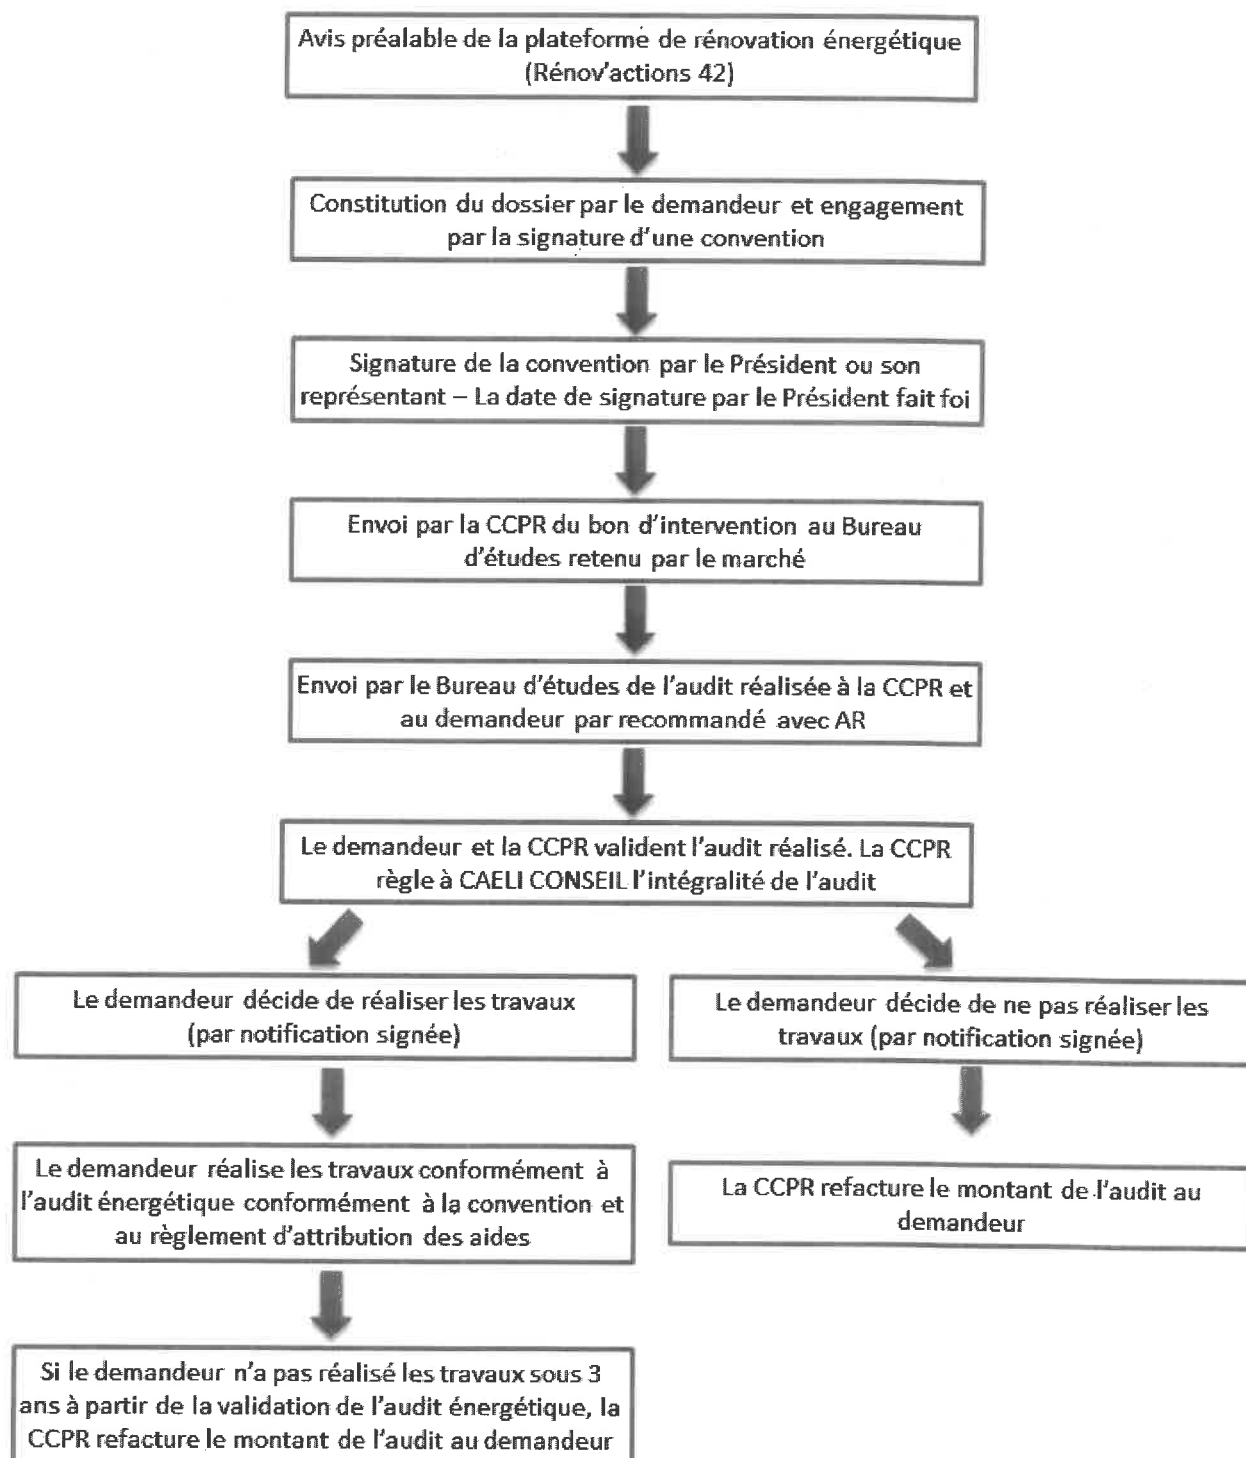 Avis préalable de la plateforme de rénovation énergétique
(Rénov'actions 42)
Constitution du dossier par le demandeur et engagement
par la signature d'une convention
Signature de la convention par le Président ou son
représentant – La date de signature par le Président fait foi
Envoi par la CCPR du bon d'intervention au Bureau
d'études retenu par le marché
Envoi par le Bureau d'études de l'audit réalisée à la CCPR et
au demandeur par recommandé avec AR
Le demandeur et la CCPR valident l'audit réalisé. La CCPR
règle à CAELI CONSEIL l'intégralité de l'audit
Le demandeur décide de réaliser les travaux
(par notification signée)
Le demandeur décide de ne pas réaliser les
travaux (par notification signée)
Le demandeur réalise les travaux conformément à
l'audit énergétique conformément à la convention et
au règlement d'attribution des aides
La CCPR refacture le montant de l'audit au
demandeur
Si le demandeur n'a pas réalisé les travaux sous 3
ans à partir de la validation de l'audit énergétique, la
CCPR refacture le montant de l'audit au demandeur